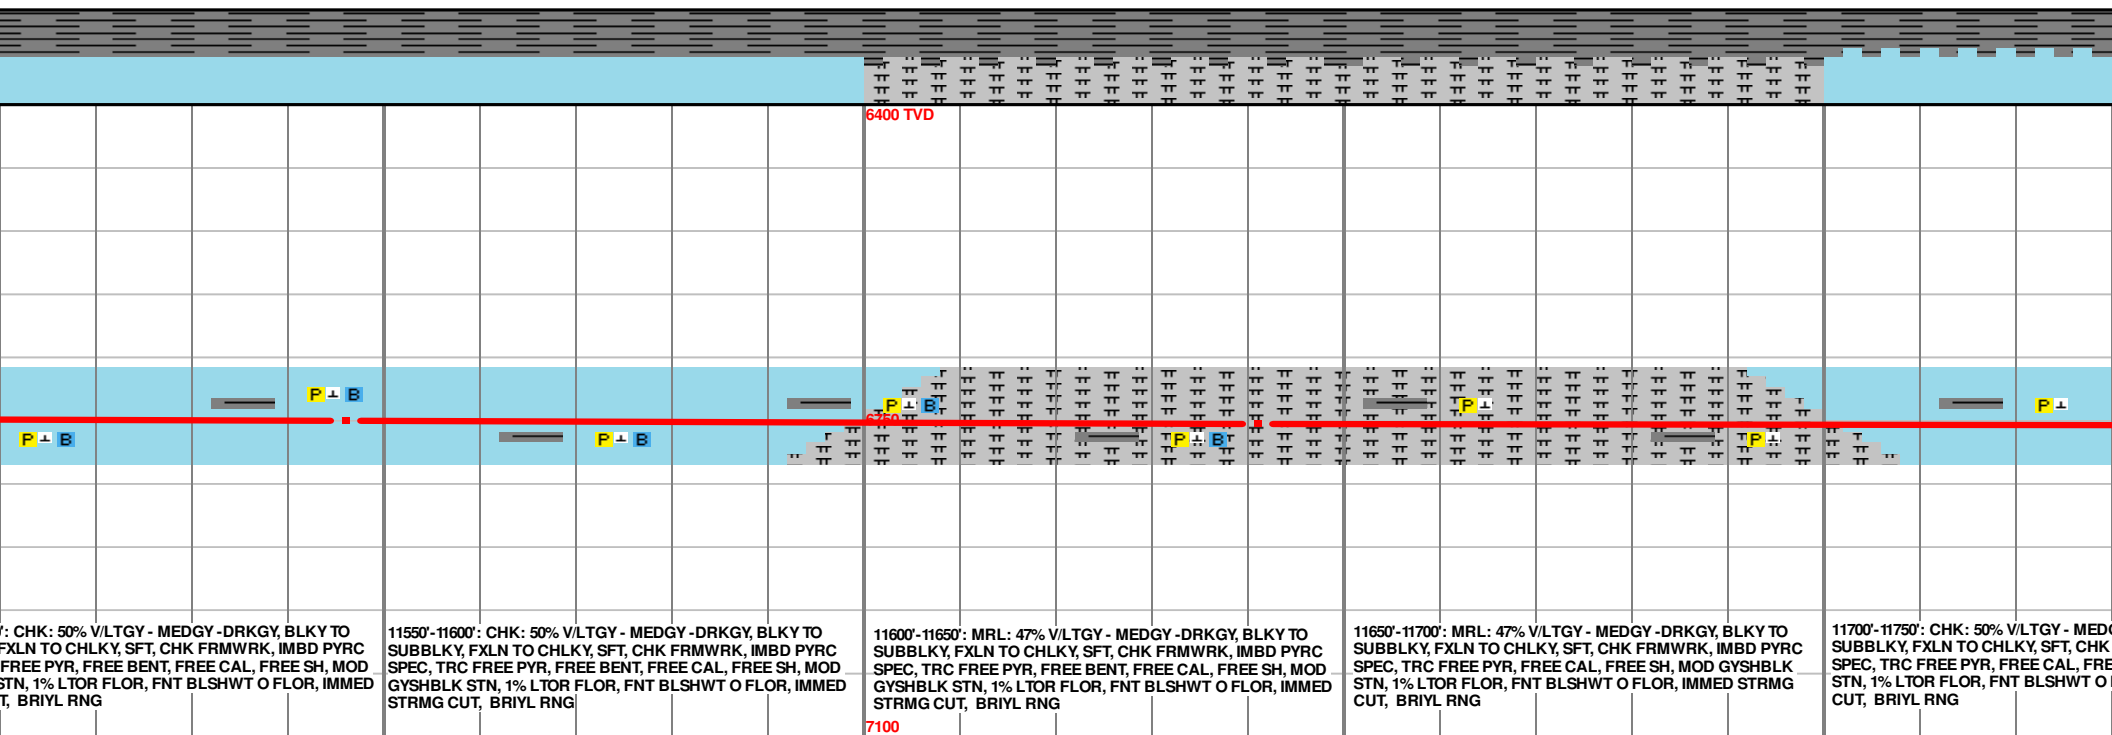 6400 TVD
P B
P B
P B
P B
6750
P B
P
P
P
': CHK: 50% V/LTGY - MEDGY -DRKGY, BLKY TO
FXLN TO CHLKY, SFT, CHK FRMWRK, IMBD PYRC
FREE PYR, FREE BENT, FREE CAL, FREE SH, MOD
STN, 1% LTOR FLOR, FNT BLSHWT O FLOR, IMMED
T, BRIYL RNG
11550'-11600': CHK: 50% V/LTGY - MEDGY -DRKGY, BLKY TO
SUBBLKY, FXLN TO CHLKY, SFT, CHK FRMWRK, IMBD PYRC
SPEC, TRC FREE PYR, FREE BENT, FREE CAL, FREE SH, MOD
GYSHBLK STN, 1% LTOR FLOR, FNT BLSHWT O FLOR, IMMED
STRMG CUT, BRIYL RNG
11600'-11650': MRL: 47% V/LTGY - MEDGY -DRKGY, BLKY TO
SUBBLKY, FXLN TO CHLKY, SFT, CHK FRMWRK, IMBD PYRC
SPEC, TRC FREE PYR, FREE BENT, FREE CAL, FREE SH, MOD
GYSHBLK STN, 1% LTOR FLOR, FNT BLSHWT O FLOR, IMMED
STRMG CUT, BRIYL RNG
11650'-11700': MRL: 47% V/LTGY - MEDGY -DRKGY, BLKY TO
SUBBLKY, FXLN TO CHLKY, SFT, CHK FRMWRK, IMBD PYRC
SPEC, TRC FREE PYR, FREE CAL, FREE SH, MOD GYSHBLK
STN, 1% LTOR FLOR, FNT BLSHWT O FLOR, IMMED STRMG
CUT, BRIYL RNG
11700'-11750': CHK: 50% V/LTGY - MEDG
SUBBLKY, FXLN TO CHLKY, SFT, CHK
SPEC, TRC FREE PYR, FREE CAL, FRE
STN, 1% LTOR FLOR, FNT BLSHWT O
CUT, BRIYL RNG
7100